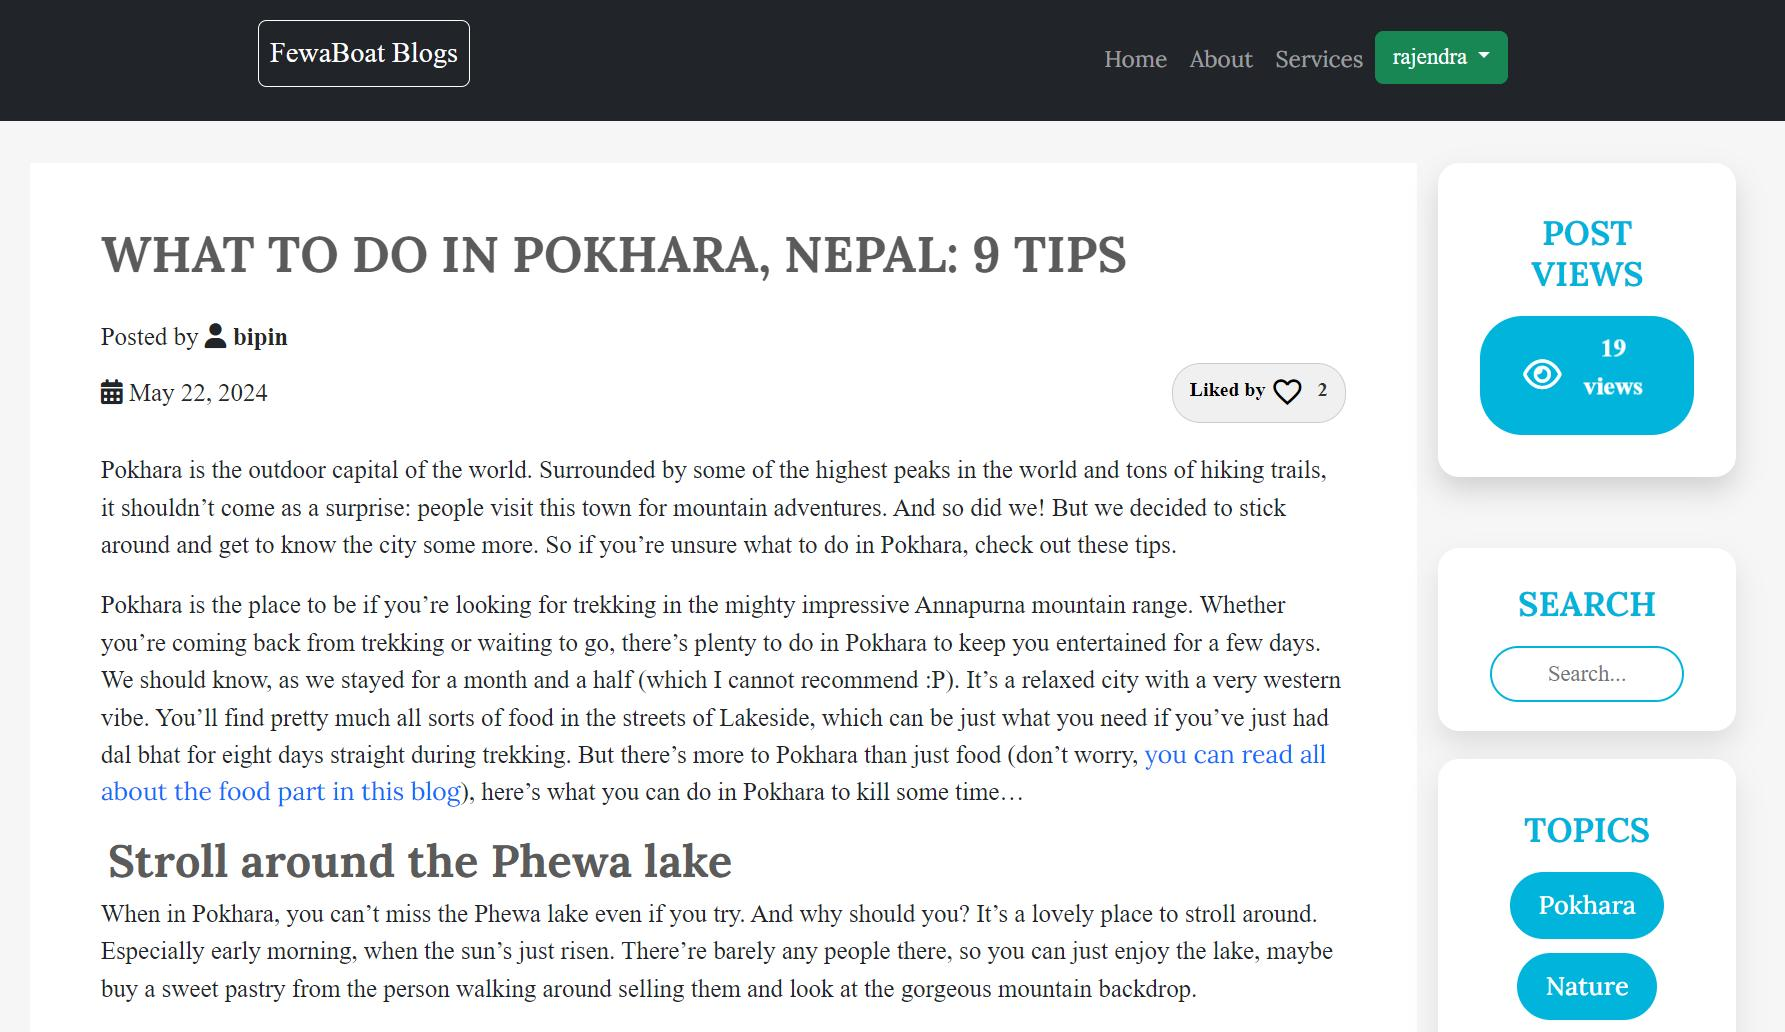 FewaBoat Blogs
Home About Services rajendra
WHAT TO DO IN POKHARA, NEPAL: 9 TIPS
Posted by bipin
May 22, 2024
Liked by 2
Pokhara is the outdoor capital of the world. Surrounded by some of the highest peaks in the world and tons of hiking trails,
it shouldn’t come as a surprise: people visit this town for mountain adventures. And so did we! But we decided to stick
around and get to know the city some more. So if you’re unsure what to do in Pokhara, check out these tips.
Pokhara is the place to be if you’re looking for trekking in the mighty impressive Annapurna mountain range. Whether
you’re coming back from trekking or waiting to go, there’s plenty to do in Pokhara to keep you entertained for a few days.
We should know, as we stayed for a month and a half (which I cannot recommend :P). It’s a relaxed city with a very western
vibe. You’ll find pretty much all sorts of food in the streets of Lakeside, which can be just what you need if you’ve just had
dal bhat for eight days straight during trekking. But there’s more to Pokhara than just food (don’t worry, you can read all
about the food part in this blog), here’s what you can do in Pokhara to kill some time…
Stroll around the Phewa lake
When in Pokhara, you can’t miss the Phewa lake even if you try. And why should you? It’s a lovely place to stroll around.
Especially early morning, when the sun’s just risen. There’re barely any people there, so you can just enjoy the lake, maybe
buy a sweet pastry from the person walking around selling them and look at the gorgeous mountain backdrop.
POST
VIEWS
19
views
SEARCH
Search...
TOPICS
Pokhara
Nature